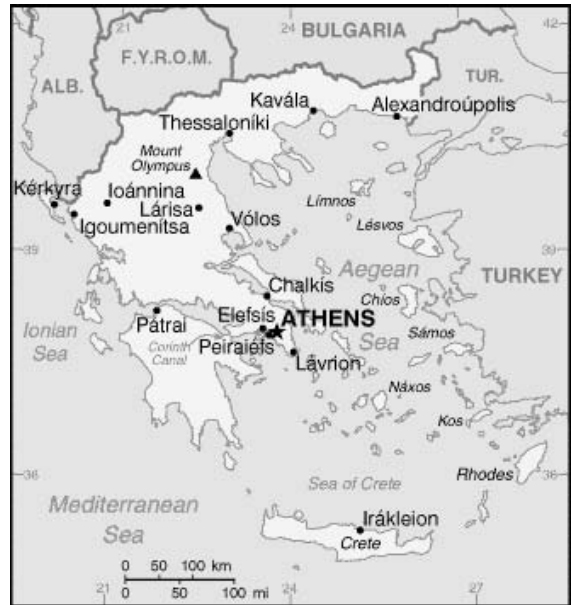 21
24
42
42
BULGARIA
F.Y.R.O.M.
ALB.
TUR.
Kavála
Alexandroúpolis
Thessaloníki
Mount
Olympus
Kérkyra
Ioánnina
Lárisa
Igoumenítsa
Vólos
Límnos
Lésvos
39
39
Aegean
Sea
TURKEY
Chalkís
Chíos
Elefsís
ATHENS
Pátrai
Peiraiéfs
Corinth
Canal
Lávrion
Sámos
Ionian
Sea
Náxos
Kos
36
36
Rhodes
Sea of Crete
Mediterranean
Sea
Irákleion
Crete
0 50 100 km
0 50 100 mi
21
24
27